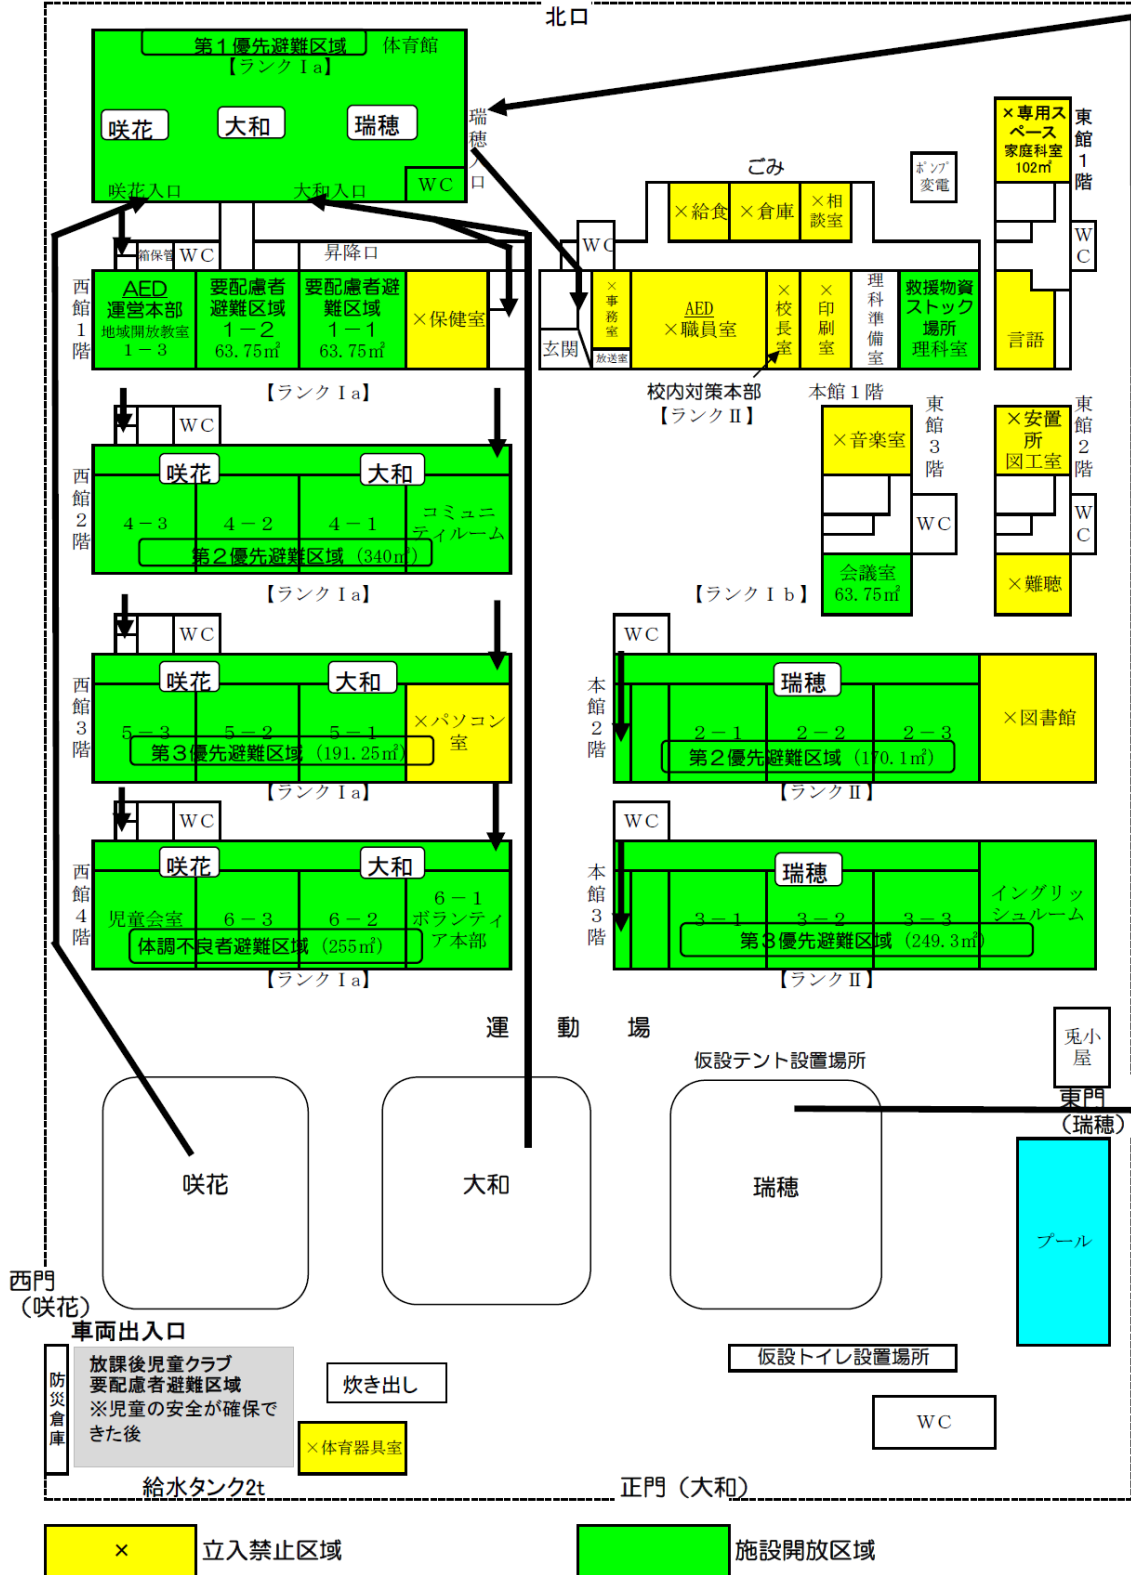 北口
第1優先避難区域
体育館
【ランクⅠa】
咲花
大和
瑞穂
瑞穂入口
咲花入口
大和入口
WC
ごみ
×給食
×倉庫
×相
談室
ﾎﾟﾝﾌﾟ
変電
×専用ス
ペース
家庭科室
102㎡
東館1階
WC
箱保管
WC
昇降口
WC
西館1階
AED
運営本部
地域開放教室
1-3
要配慮者
避難区域
1-2
63.75㎡
要配慮者避
難区域
1-1
63.75㎡
×保健室
玄関
×事務室
放送室
AED
×職員室
×校長室
×印刷室
理科準備室
救援物資
ストック
場所
理科室
言語
【ランクⅠa】
校内対策本部
【ランクⅡ】
本館1階
WC
西館2階
咲花
大和
4-3
4-2
4-1
コミュニ
ティルーム
第2優先避難区域(340㎡)
【ランクⅠa】
×音楽室
東館3階
WC
会議室
63.75㎡
【ランクⅠb】
×安置
所
図工室
東館2階
WC
×難聴
WC
西館3階
咲花
大和
5-3
5-2
5-1
×パソコン
室
第3優先避難区域(191.25㎡)
【ランクⅠa】
WC
本館2階
瑞穂
2-1
2-2
2-3
×図書館
第2優先避難区域(170.1㎡)
【ランクⅡ】
WC
西館4階
咲花
大和
児童会室
6-3
6-2
6-1
ボランティ
ア本部
体調不良者避難区域(255㎡)
【ランクⅠa】
WC
本館3階
瑞穂
3-1
3-2
3-3
イングリッ
シュルーム
第3優先避難区域(249.3㎡)
【ランクⅡ】
運動場
仮設テント設置場所
兎小
屋
東門
(瑞穂)
咲花
大和
瑞穂
プール
西門
(咲花)
車両出入口
防災倉庫
放課後児童クラブ
要配慮者避難区域
※児童の安全が確保で
きた後
炊き出し
×体育器具室
仮設トイレ設置場所
WC
給水タンク2t
正門(大和)
×
立入禁止区域
施設開放区域